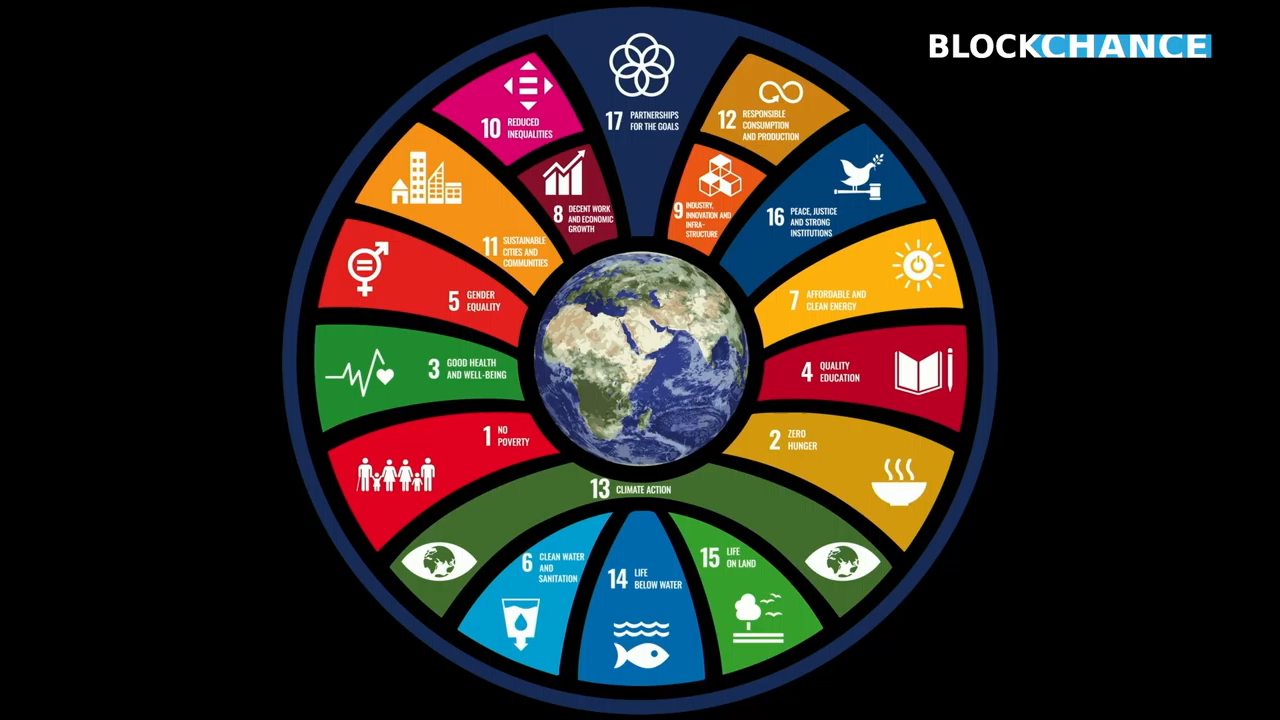 BLOCKCHANCE
17 PARTNERSHIPS
FOR THE GOALS
12 RESPONSIBLE
CONSUMPTION
AND PRODUCTION
10 REDUCED
INEQUALITIES
8 DECENT WORK
AND ECONOMIC
GROWTH
9 INDUSTRY,
INNOVATION AND
INFRA-
STRUCTURE
16 PEACE, JUSTICE
AND STRONG
INSTITUTIONS
11 SUSTAINABLE
CITIES AND
COMMUNITIES
5 GENDER
EQUALITY
7 AFFORDABLE AND
CLEAN ENERGY
3 GOOD HEALTH
AND WELL-BEING
4 QUALITY
EDUCATION
1 NO
POVERTY
2 ZERO
HUNGER
13 CLIMATE ACTION
6 CLEAN WATER
AND
SANITATION
14 LIFE
BELOW WATER
15 LIFE
ON LAND